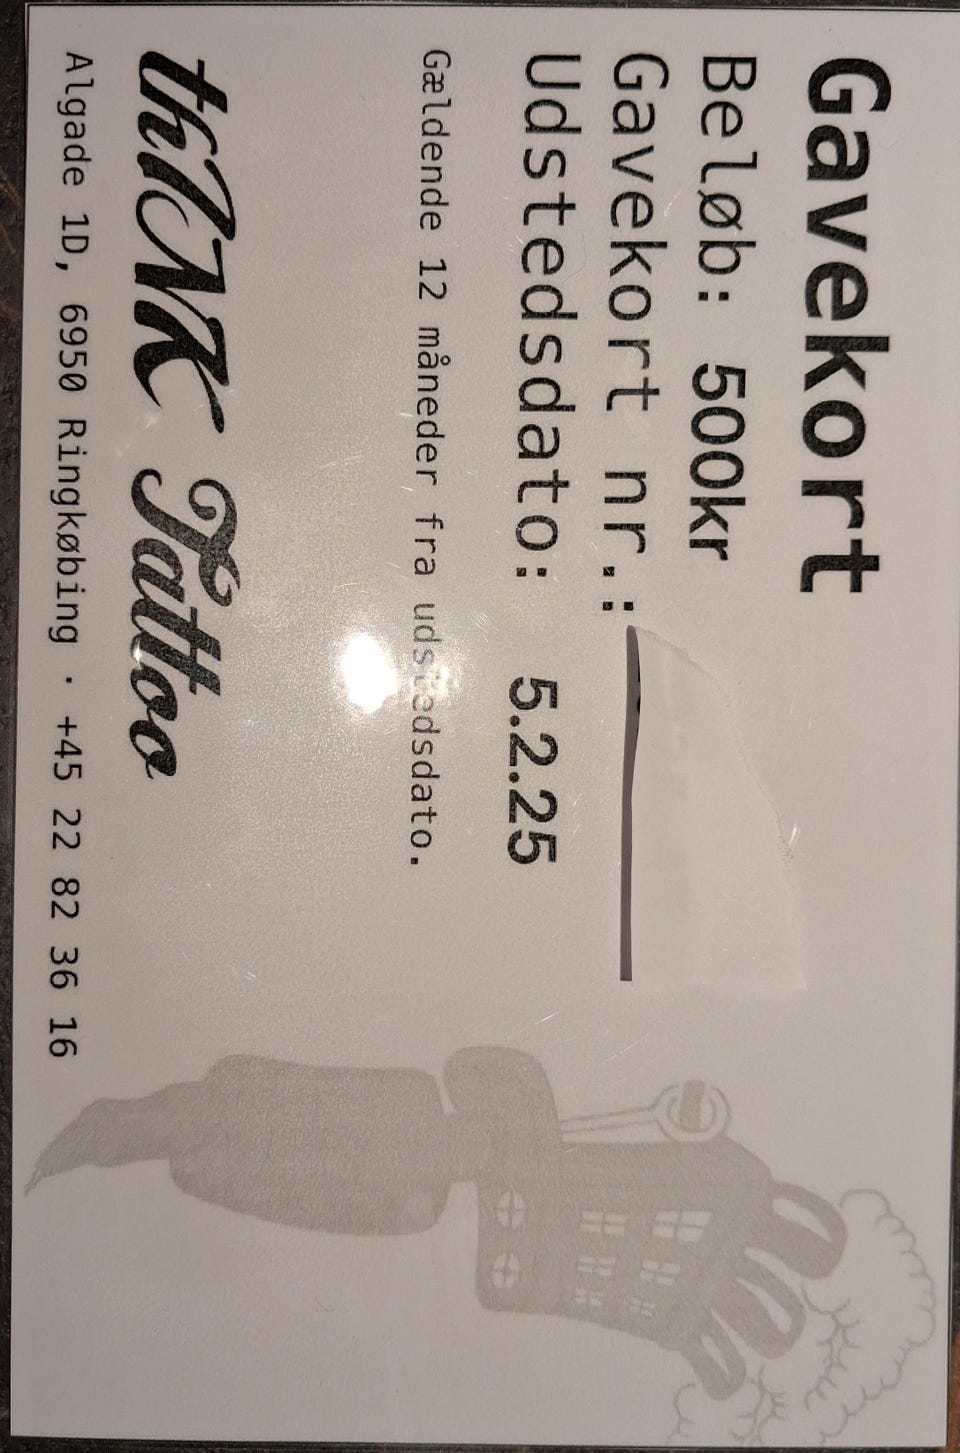 Gavekort
Beløb: 500kr
Gavekort nr.:
Udstedsdato: 5.2.25
Gældende 12 måneder fra udstedsdato.
thINK Tattoo
Algade 1D, 6950 Ringkøbing · +45 22 82 36 16